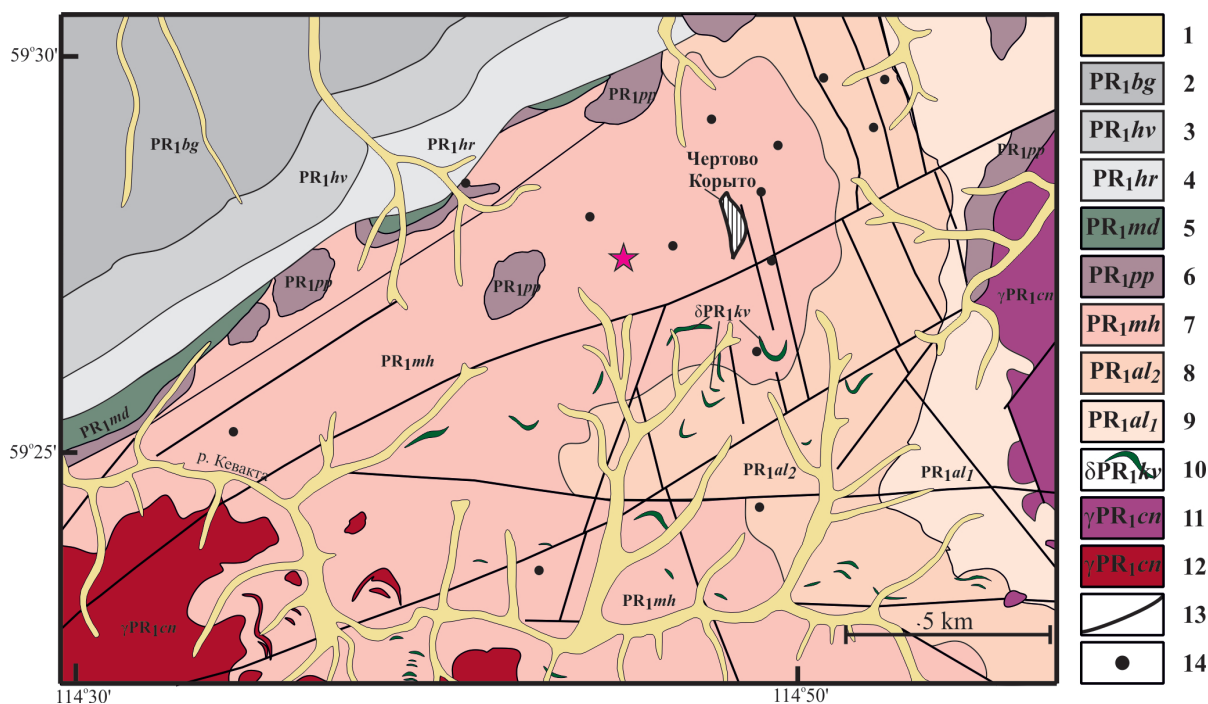 59°30'
PR₁bg
PR₁hv
PR₁hr
PR₁pp
PR₁pp
PR₁pp
Чертово
Корыто
PR₁pp
γPR₁cn
δPR₁kv
PR₁mh
PR₁md
59°25'
р. Кевакта
PR₁al₂
PR₁al₁
γPR₁cn
PR₁mh
5 km
114°30'
114°50'
1
PR₁bg 2
PR₁hv 3
PR₁hr 4
PR₁md 5
PR₁pp 6
PR₁mh 7
PR₁al₂ 8
PR₁al₁ 9
δPR₁kv 10
γPR₁cn 11
γPR₁cn 12
13
14